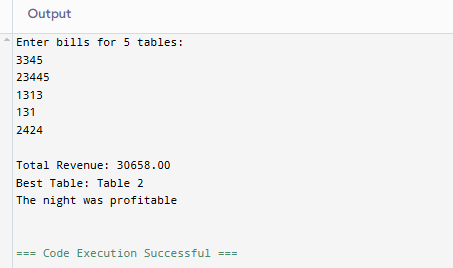 Output
Enter bills for 5 tables:
3345
23445
1313
131
2424
Total Revenue: 30658.00
Best Table: Table 2
The night was profitable
=== Code Execution Successful ===